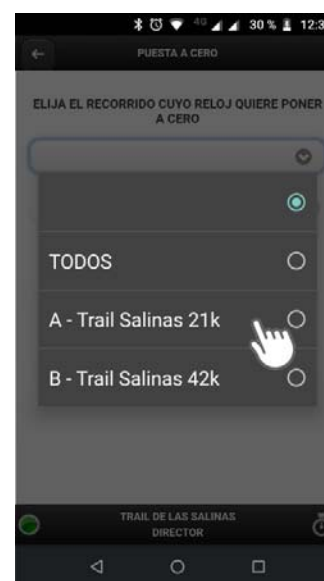 4G 30 % 12:3
PUESTA A CERO
ELIJA EL RECORRIDO CUYO RELOJ QUIERE PONER
A CERO
TODOS
A - Trail Salinas 21k
B - Trail Salinas 42k
TRAIL DE LAS SALINAS
DIRECTOR